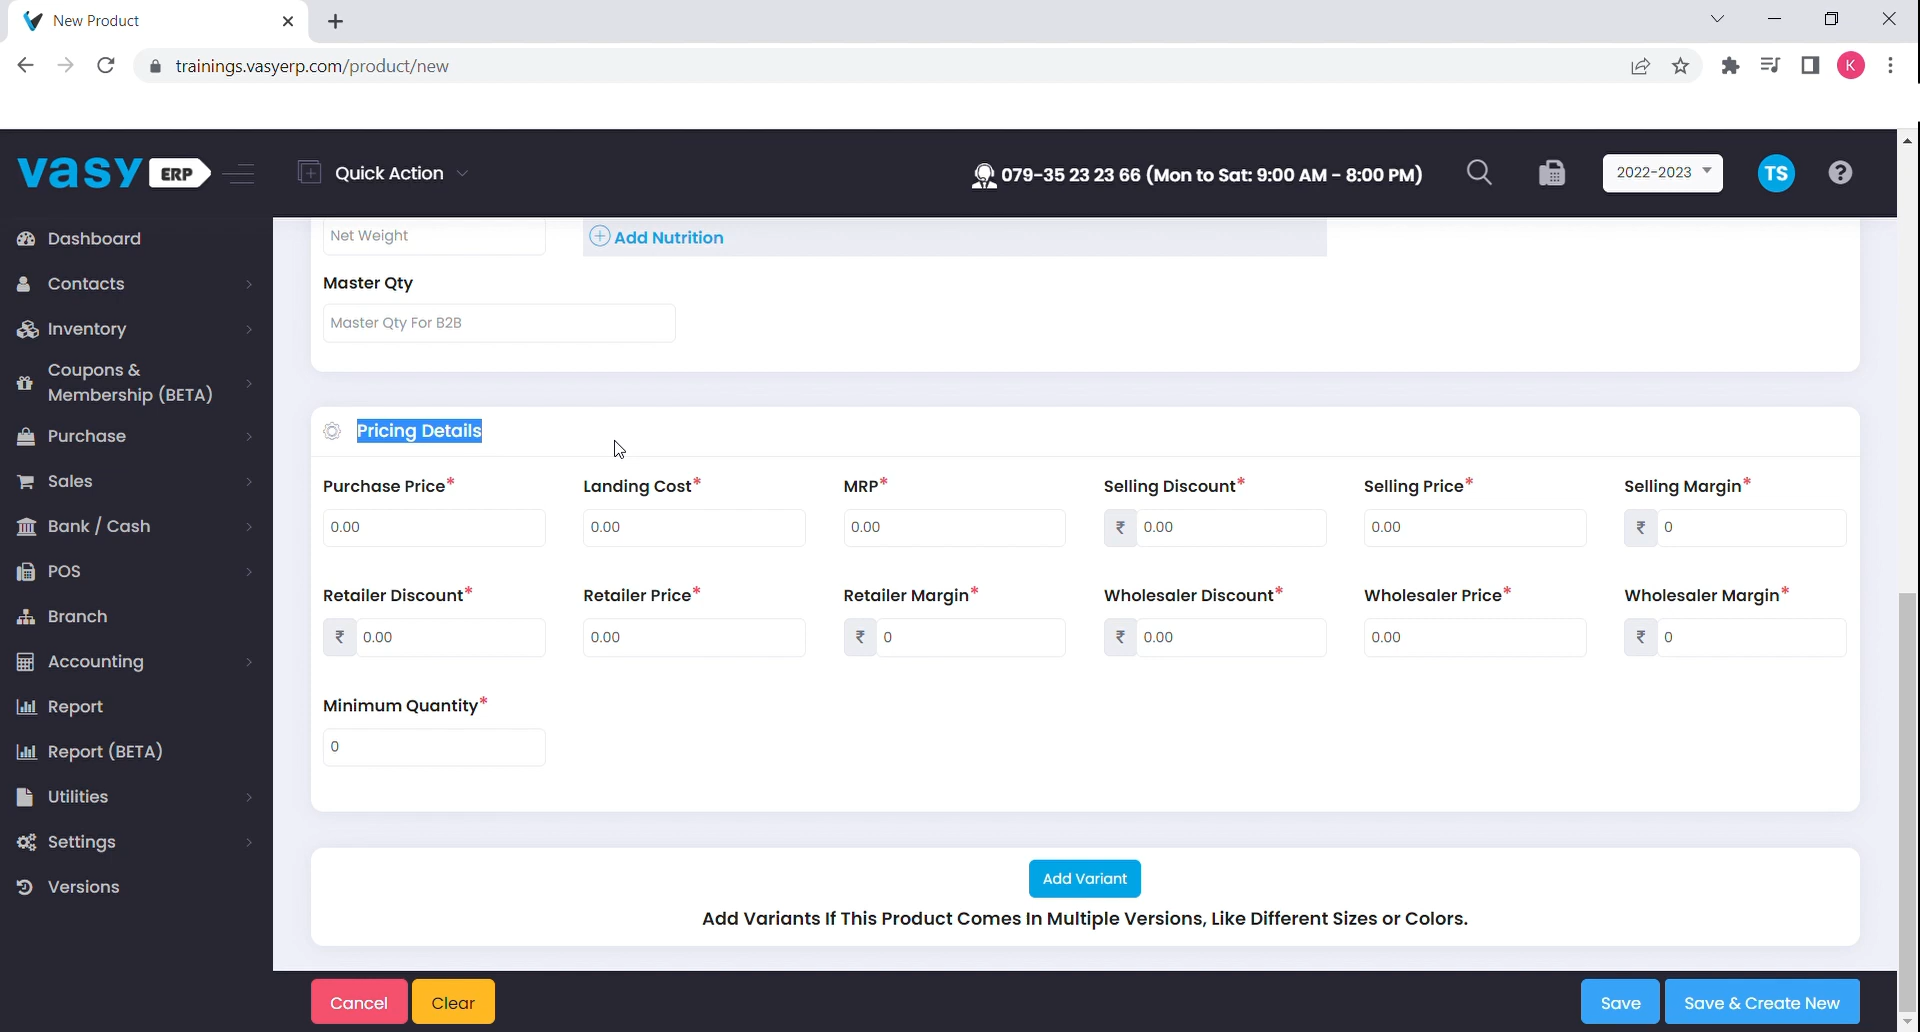 New Product
trainings.vasyerp.com/product/new
K
vasy ERP
Quick Action
079-35 23 23 66 (Mon to Sat: 9:00 AM - 8:00 PM)
2022-2023
TS
?
Dashboard
Contacts
Inventory
Coupons &
Membership (BETA)
Purchase
Sales
Bank / Cash
POS
Branch
Accounting
Report
Report (BETA)
Utilities
Settings
Versions
Net Weight
Add Nutrition
Master Qty
Master Qty For B2B
Pricing Details
Purchase Price* Landing Cost* MRP* Selling Discount* Selling Price* Selling Margin*
0.00 0.00 0.00 ₹ 0.00 0.00 ₹ 0
Retailer Discount* Retailer Price* Retailer Margin* Wholesaler Discount* Wholesaler Price* Wholesaler Margin*
₹ 0.00 0.00 ₹ 0 ₹ 0.00 0.00 ₹ 0
Minimum Quantity*
0
Add Variant
Add Variants If This Product Comes In Multiple Versions, Like Different Sizes or Colors.
Cancel Clear Save Save & Create New